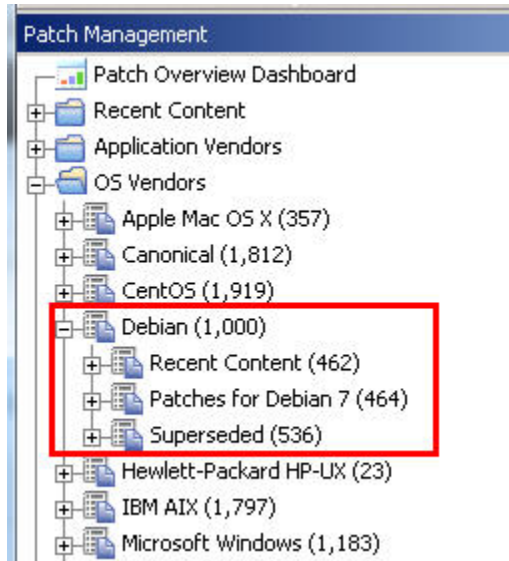 Patch Management
Patch Overview Dashboard
Recent Content
Application Vendors
OS Vendors
Apple Mac OS X (357)
Canonical (1,812)
CentOS (1,919)
Debian (1,000)
Recent Content (462)
Patches for Debian 7 (464)
Superseded (536)
Hewlett-Packard HP-UX (23)
IBM AIX (1,797)
Microsoft Windows (1,183)